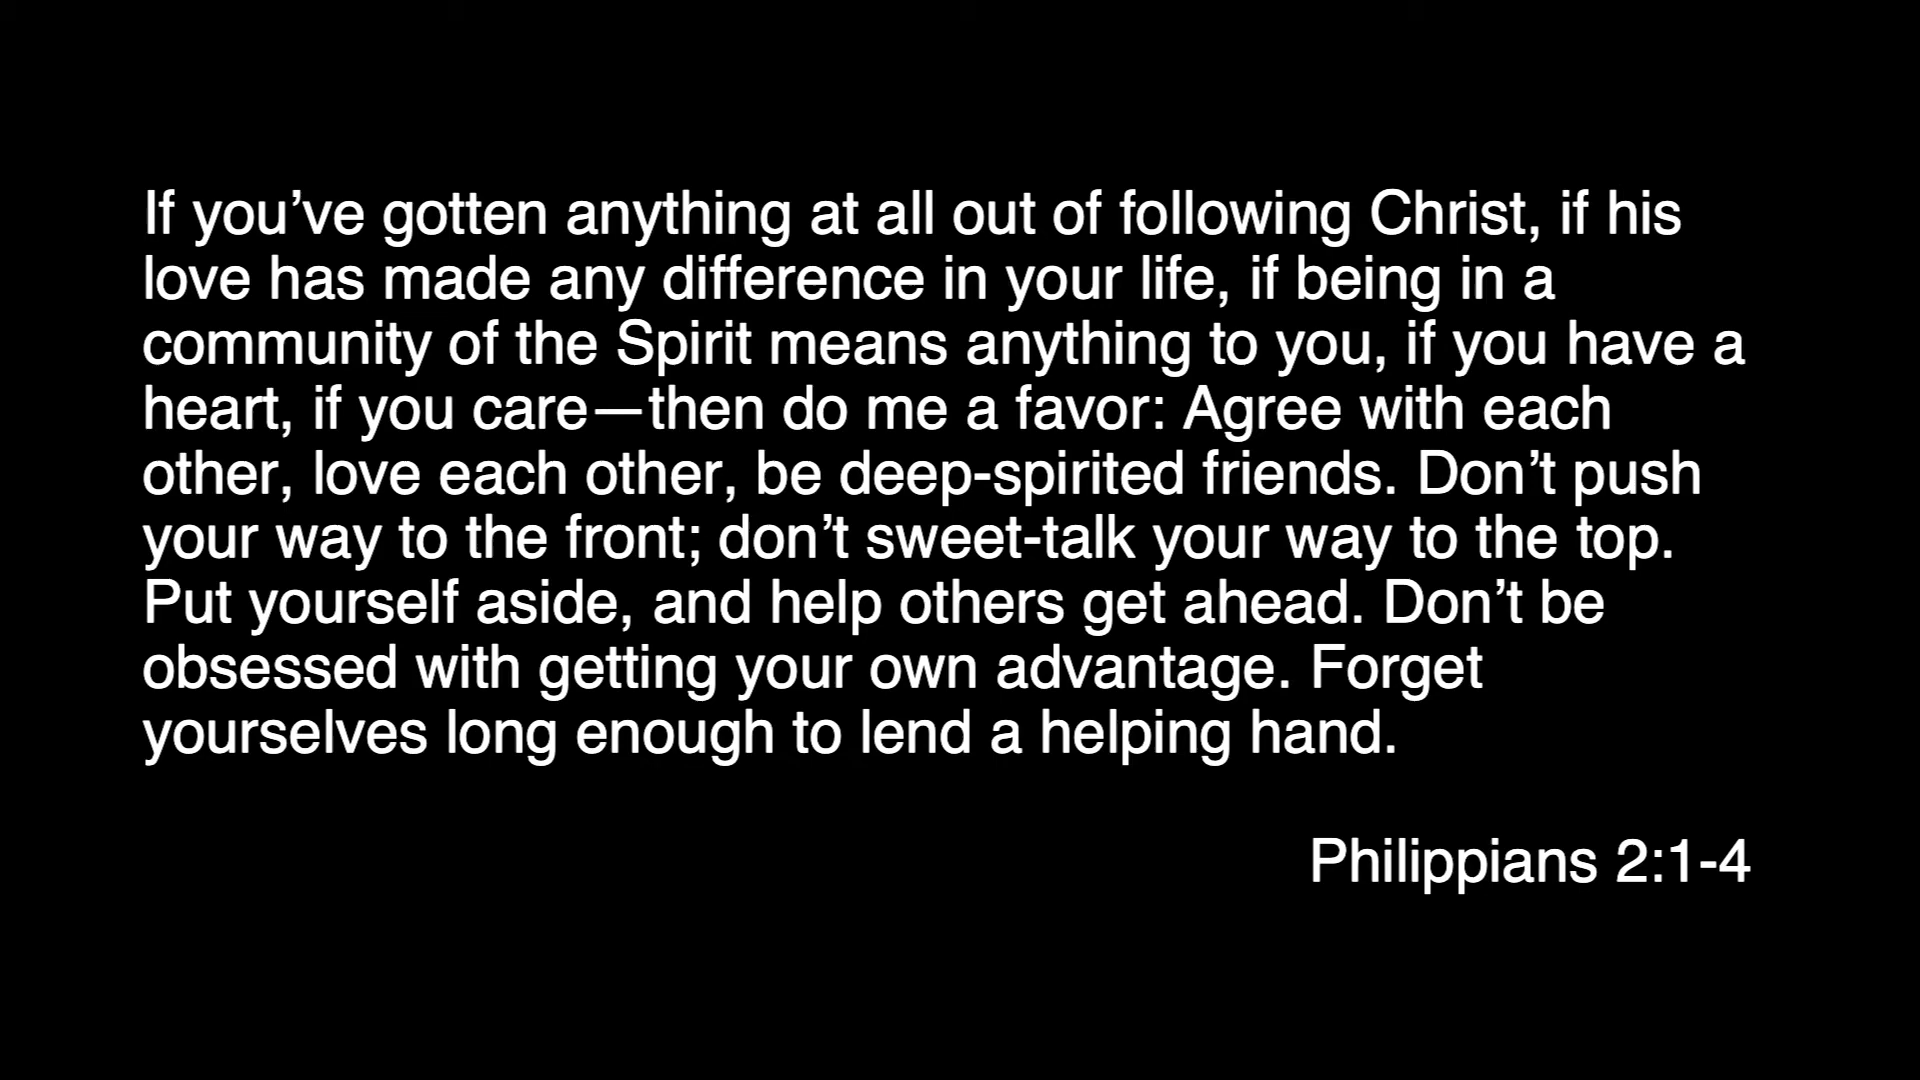 If you’ve gotten anything at all out of following Christ, if his
love has made any difference in your life, if being in a
community of the Spirit means anything to you, if you have a
heart, if you care—then do me a favor: Agree with each
other, love each other, be deep-spirited friends. Don’t push
your way to the front; don’t sweet-talk your way to the top.
Put yourself aside, and help others get ahead. Don’t be
obsessed with getting your own advantage. Forget
yourselves long enough to lend a helping hand.
Philippians 2:1-4